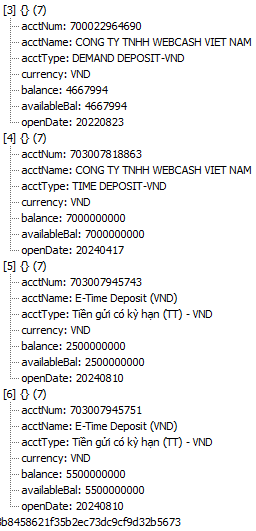 [3] {} (7)
acctNum: 700022964690
acctName: CONG TY TNHH WEBCASH VIET NAM
acctType: DEMAND DEPOSIT-VND
currency: VND
balance: 4667994
availableBal: 4667994
openDate: 20220823
[4] {} (7)
acctNum: 703007818863
acctName: CONG TY TNHH WEBCASH VIET NAM
acctType: TIME DEPOSIT-VND
currency: VND
balance: 7000000000
availableBal: 7000000000
openDate: 20240417
[5] {} (7)
acctNum: 703007945743
acctName: E-Time Deposit (VND)
acctType: Tiền gửi có kỳ hạn (TT) - VND
currency: VND
balance: 2500000000
availableBal: 2500000000
openDate: 20240810
[6] {} (7)
acctNum: 703007945751
acctName: E-Time Deposit (VND)
acctType: Tiền gửi có kỳ hạn (TT) - VND
currency: VND
balance: 5500000000
availableBal: 5500000000
openDate: 20240810
8b8458621f35b2ec73dc9cf9d32b5673